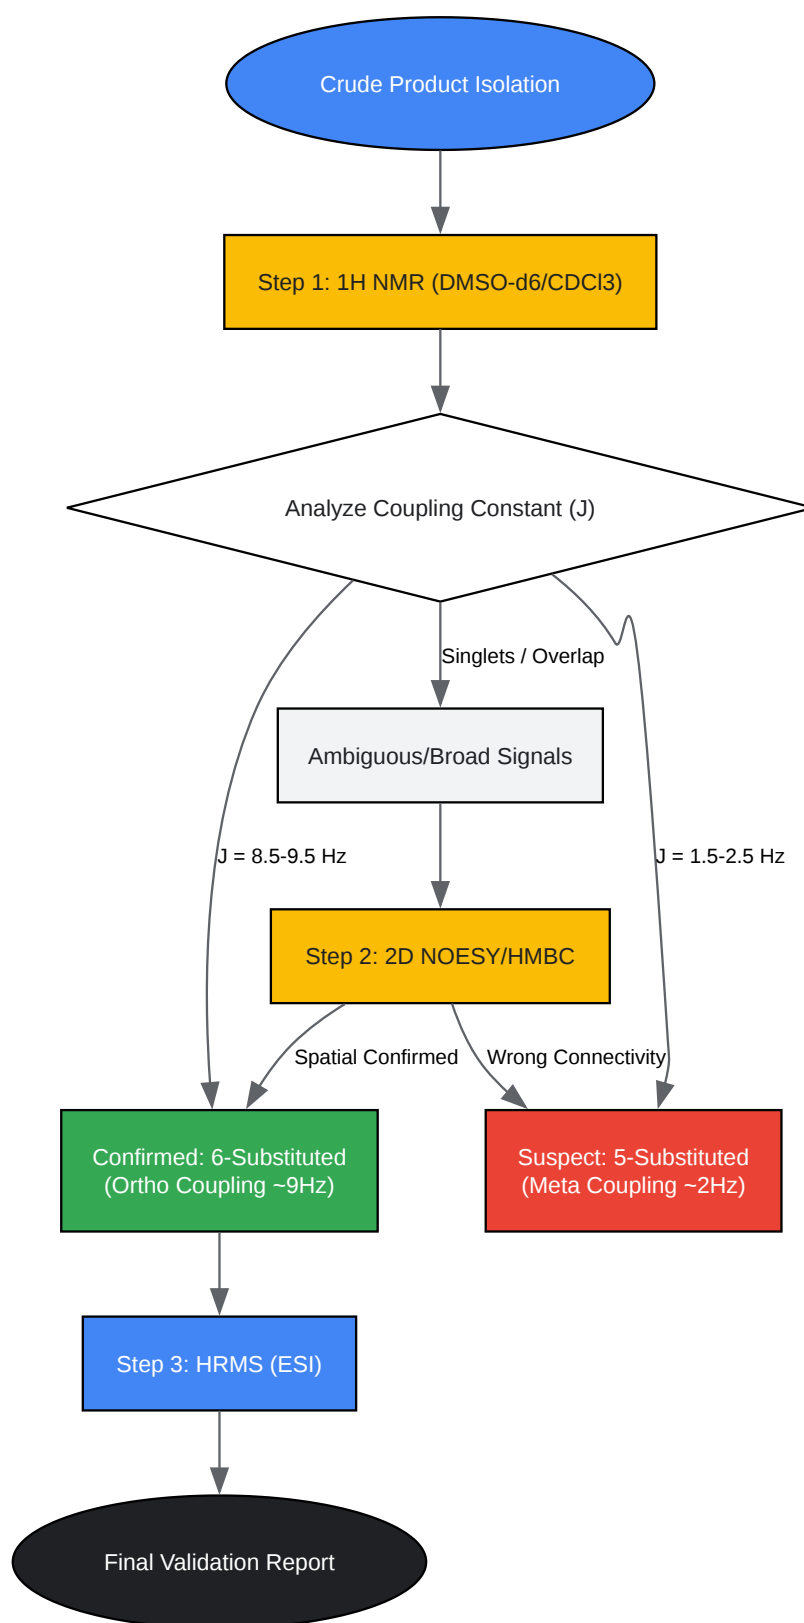 Crude Product Isolation
Step 1: 1H NMR (DMSO-d6/CDCl3)
Analyze Coupling Constant (J)
Singlets / Overlap
Ambiguous/Broad Signals
J = 8.5-9.5 Hz
J = 1.5-2.5 Hz
Step 2: 2D NOESY/HMBC
Spatial Confirmed
Wrong Connectivity
Confirmed: 6-Substituted
(Ortho Coupling ~9Hz)
Suspect: 5-Substituted
(Meta Coupling ~2Hz)
Step 3: HRMS (ESI)
Final Validation Report